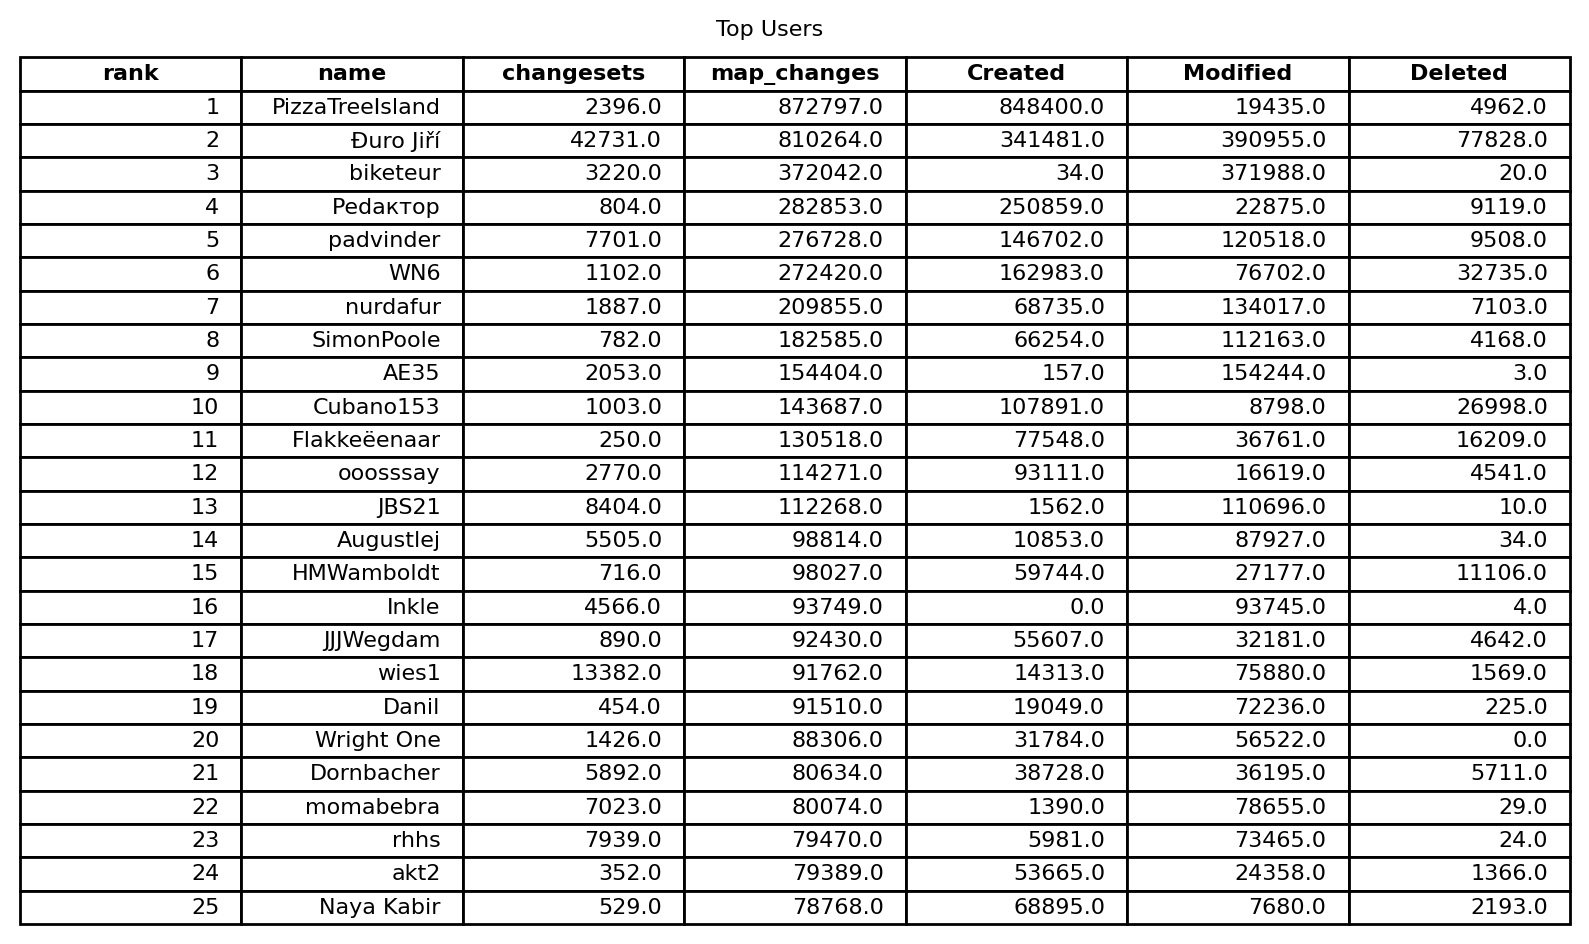 Top Users
rank name changesets map_changes Created Modified Deleted
1 PizzaTreeIsland 2396.0 872797.0 848400.0 19435.0 4962.0
2 Đuro Jiří 42731.0 810264.0 341481.0 390955.0 77828.0
3 biketeur 3220.0 372042.0 34.0 371988.0 20.0
4 Редактор 804.0 282853.0 250859.0 22875.0 9119.0
5 padvinder 7701.0 276728.0 146702.0 120518.0 9508.0
6 WN6 1102.0 272420.0 162983.0 76702.0 32735.0
7 nurdafur 1887.0 209855.0 68735.0 134017.0 7103.0
8 SimonPoole 782.0 182585.0 66254.0 112163.0 4168.0
9 AE35 2053.0 154404.0 157.0 154244.0 3.0
10 Cubano153 1003.0 143687.0 107891.0 8798.0 26998.0
11 Flakkeëenaar 250.0 130518.0 77548.0 36761.0 16209.0
12 ooosssay 2770.0 114271.0 93111.0 16619.0 4541.0
13 JBS21 8404.0 112268.0 1562.0 110696.0 10.0
14 Augustlej 5505.0 98814.0 10853.0 87927.0 34.0
15 HMWamboldt 716.0 98027.0 59744.0 27177.0 11106.0
16 Inkle 4566.0 93749.0 0.0 93745.0 4.0
17 JJJWegdam 890.0 92430.0 55607.0 32181.0 4642.0
18 wies1 13382.0 91762.0 14313.0 75880.0 1569.0
19 Danil 454.0 91510.0 19049.0 72236.0 225.0
20 Wright One 1426.0 88306.0 31784.0 56522.0 0.0
21 Dornbacher 5892.0 80634.0 38728.0 36195.0 5711.0
22 momabebra 7023.0 80074.0 1390.0 78655.0 29.0
23 rhhs 7939.0 79470.0 5981.0 73465.0 24.0
24 akt2 352.0 79389.0 53665.0 24358.0 1366.0
25 Naya Kabir 529.0 78768.0 68895.0 7680.0 2193.0